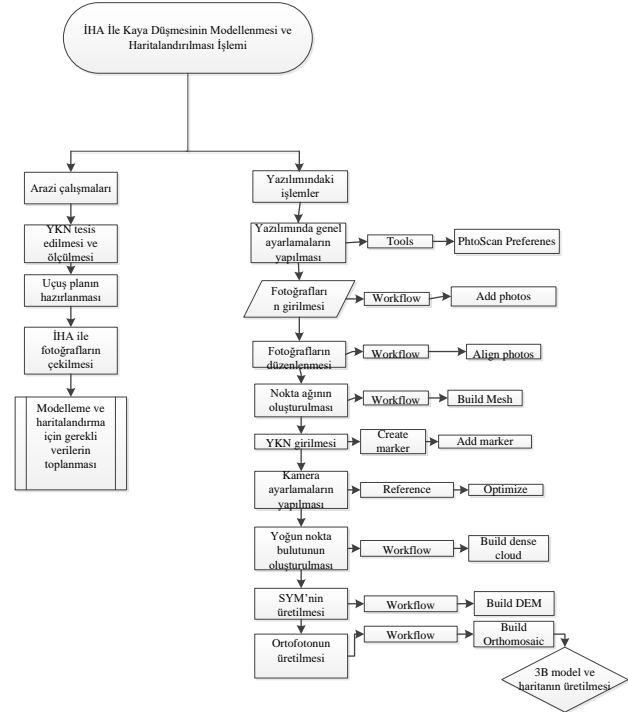 İHA İle Kaya Düşmesinin Modellenmesi ve
Haritalandırılması İşlemi
Arazi çalışmaları
YKN tesis
edilmesi ve
ölçülmesi
Uçuş planın
hazırlanması
İHA ile
fotoğrafların
çekilmesi
Modelleme ve
haritalandırma
için gerekli
verilerin
toplanması
Yazılımındaki
işlemler
Yazılımında genel
ayarlamaların
yapılması
Tools
PhtoScan Preferenes
Fotoğrafları
n girilmesi
Workflow
Add photos
Fotoğrafların
düzenlenmesi
Workflow
Align photos
Nokta ağının
oluşturulması
Workflow
Build Mesh
YKN girilmesi
Create
marker
Add marker
Kamera
ayarlamaların
yapılması
Reference
Optimize
Yoğun nokta
bulutunun
oluşturulması
Workflow
Build dense
cloud
SYM’nin
üretilmesi
Workflow
Build DEM
Ortofotonun
üretilmesi
Workflow
Build
Orthomosaic
3B model ve
haritanın üretilmesi